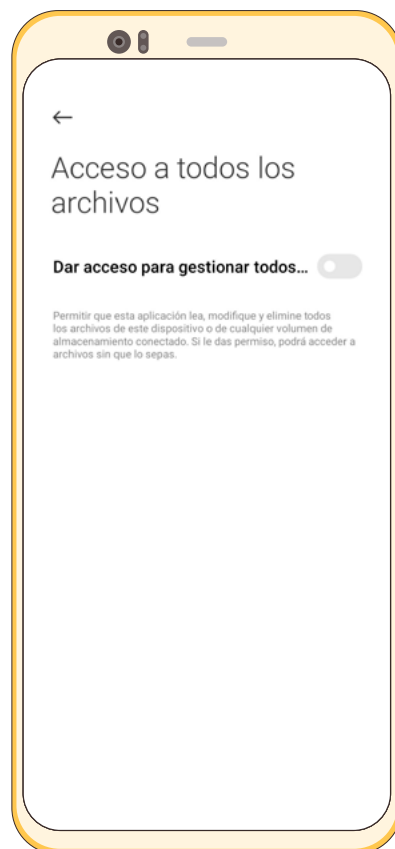 Acceso a todos los
archivos
Dar acceso para gestionar todos...
Permitir que esta aplicación lea, modifique y elimine todos
los archivos de este dispositivo o de cualquier volumen de
almacenamiento conectado. Si le das permiso, podrá acceder a
archivos sin que lo sepas.